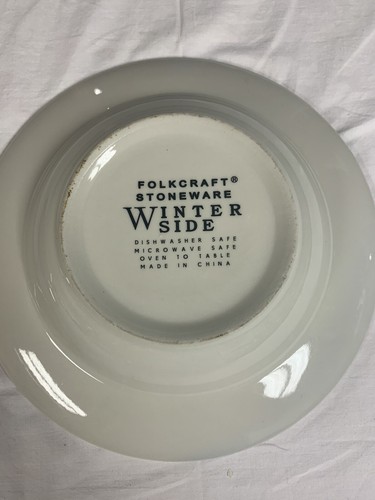 FOLKCRAFT®
STONEWARE
WINTER
SIDE
DISHWASHER SAFE
MICROWAVE SAFE
OVEN TO TABLE
MADE IN CHINA